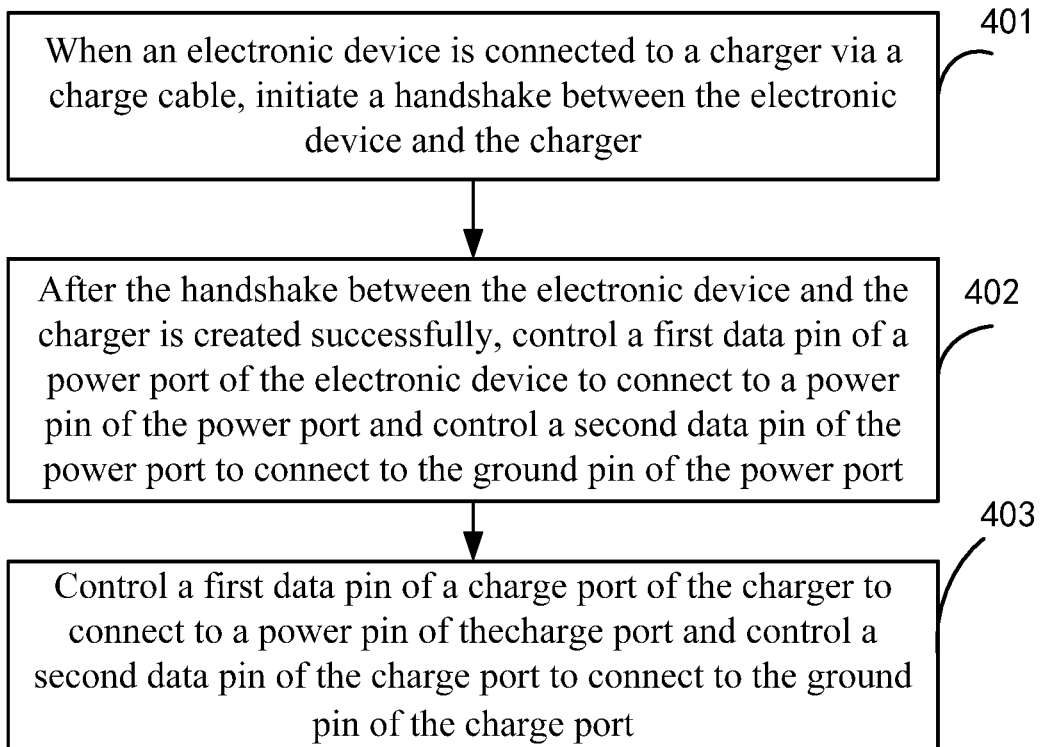 When an electronic device is connected to a charger via a
charge cable, initiate a handshake between the electronic
device and the charger
401
After the handshake between the electronic device and the
charger is created successfully, control a first data pin of a
power port of the electronic device to connect to a power
pin of the power port and control a second data pin of the
power port to connect to the ground pin of the power port
402
Control a first data pin of a charge port of the charger to
connect to a power pin of thecharge port and control a
second data pin of the charge port to connect to the ground
pin of the charge port
403